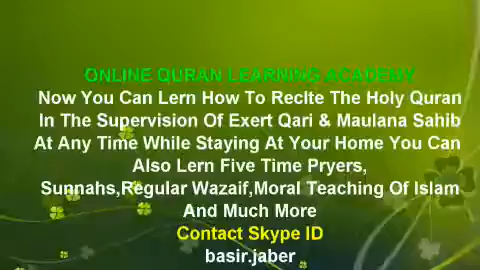 ONLINE QURAN LEARNING ACADEMY
Now You Can Lern How To Recite The Holy Quran
In The Supervision Of Exert Qari & Maulana Sahib
At Any Time While Staying At Your Home You Can
Also Lern Five Time Pryers,
Sunnahs,Regular Wazaif,Moral Teaching Of Islam
And Much More
Contact Skype ID
basir.jaber